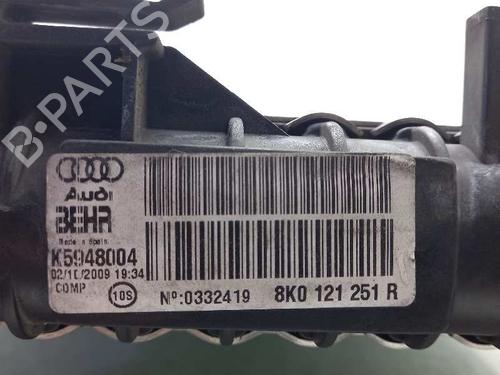 B-PARTS
Audi
BEHR
Made in Spain
K5948004
02/10/2009 19:34
COMP
10S
Nº:0332419
8K0 121 251 R